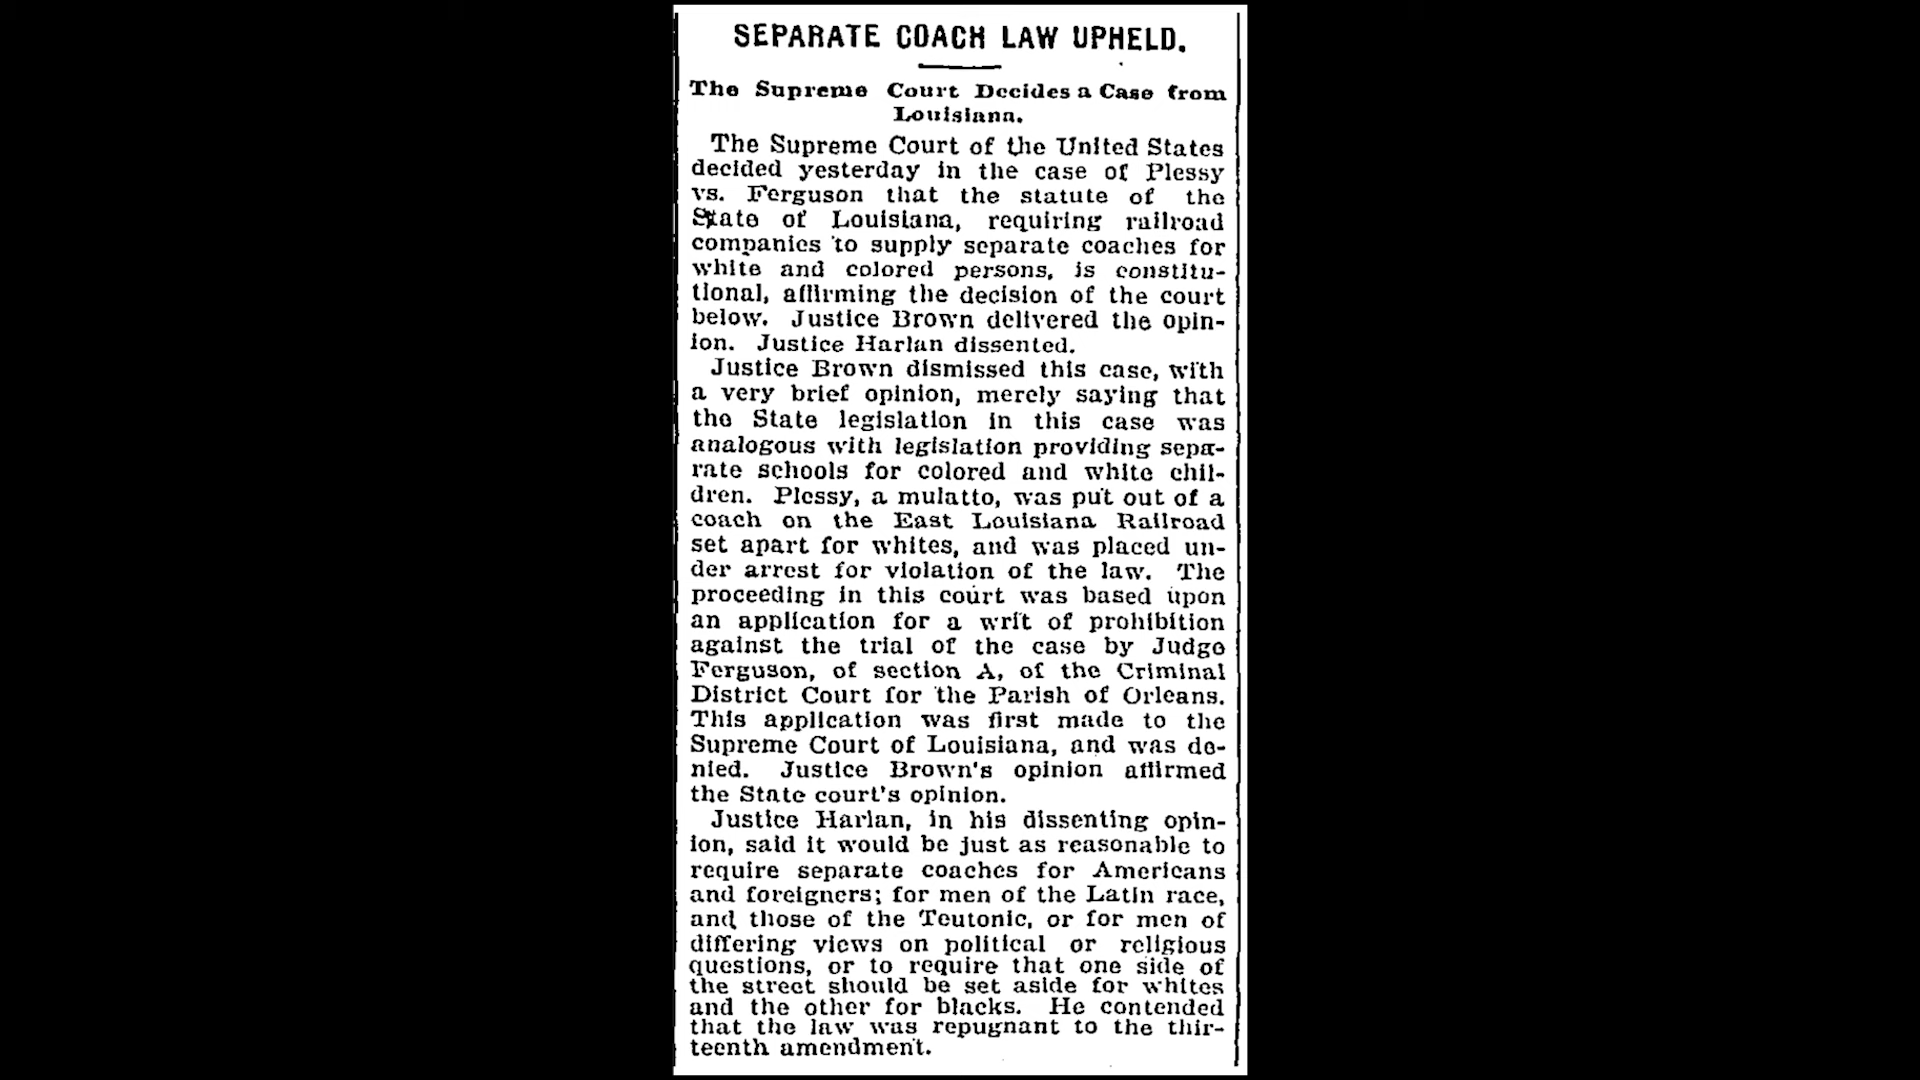 SEPARATE COACH LAW UPHELD.
The Supreme Court Decides a Case from
Louisiana.
The Supreme Court of the United States
decided yesterday in the case of Plessy
vs. Ferguson that the statute of the
State of Louisiana, requiring railroad
companies to supply separate coaches for
white and colored persons, is constitu-
tional, affirming the decision of the court
below. Justice Brown delivered the opin-
ion. Justice Harlan dissented.
Justice Brown dismissed this case, with
a very brief opinion, merely saying that
the State legislation in this case was
analogous with legislation providing sepa-
rate schools for colored and white chil-
dren. Plessy, a mulatto, was put out of a
coach on the East Louisiana Railroad
set apart for whites, and was placed un-
der arrest for violation of the law. The
proceeding in this court was based upon
an application for a writ of prohibition
against the trial of the case by Judge
Ferguson, of section A, of the Criminal
District Court for the Parish of Orleans.
This application was first made to the
Supreme Court of Louisiana, and was de-
nied. Justice Brown's opinion affirmed
the State court's opinion.
Justice Harlan, in his dissenting opin-
ion, said it would be just as reasonable to
require separate coaches for Americans
and foreigners; for men of the Latin race,
and those of the Teutonic, or for men of
differing views on political or religious
questions, or to require that one side of
the street should be set aside for whites
and the other for blacks. He contended
that the law was repugnant to the thir-
teenth amendment.